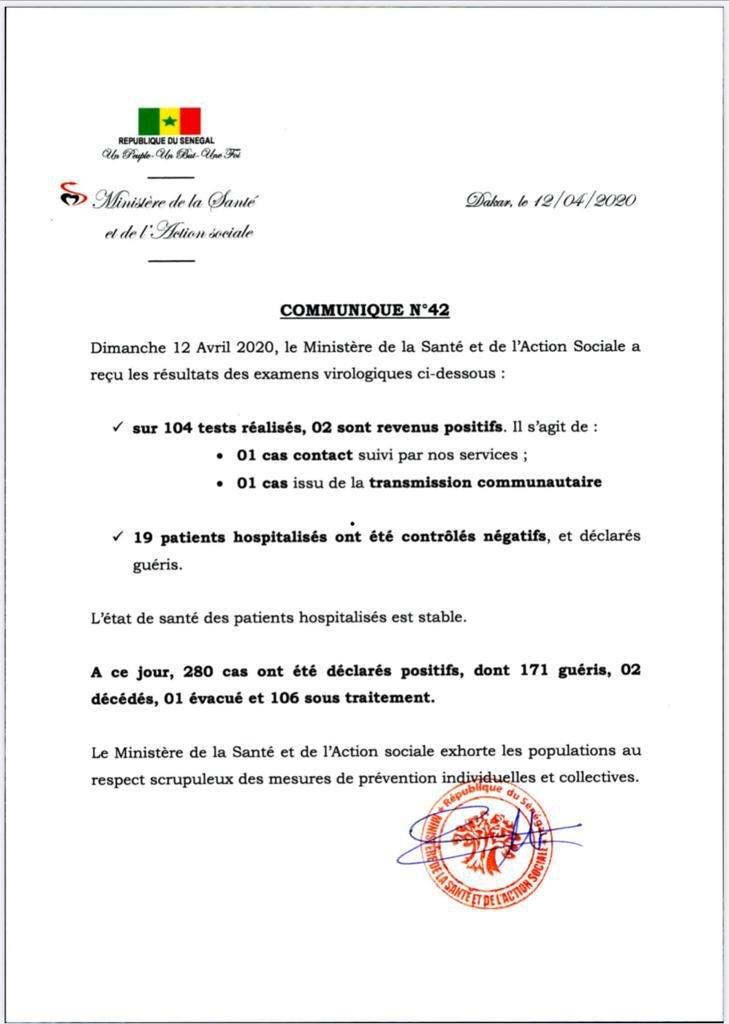 REPUBLIQUE DU SENEGAL
Un Peuple-Un But-Une Foi
Ministère de la Santé
et de l'Action sociale
Dakar, le 12/04/2020
COMMUNIQUE N°42
Dimanche 12 Avril 2020, le Ministère de la Santé et de l'Action Sociale a
reçu les résultats des examens virologiques ci-dessous :
✓ sur 104 tests réalisés, 02 sont revenus positifs. Il s'agit de :
• 01 cas contact suivi par nos services ;
• 01 cas issu de la transmission communautaire
✓ 19 patients hospitalisés ont été contrôlés négatifs, et déclarés
guéris.
L'état de santé des patients hospitalisés est stable.
A ce jour, 280 cas ont été déclarés positifs, dont 171 guéris, 02
décédés, 01 évacué et 106 sous traitement.
Le Ministère de la Santé et de l'Action sociale exhorte les populations au
respect scrupuleux des mesures de prévention individuelles et collectives.
République du Sénégal
MINISTERE DE LA SANTÉ ET DE L'ACTION SOCIALE